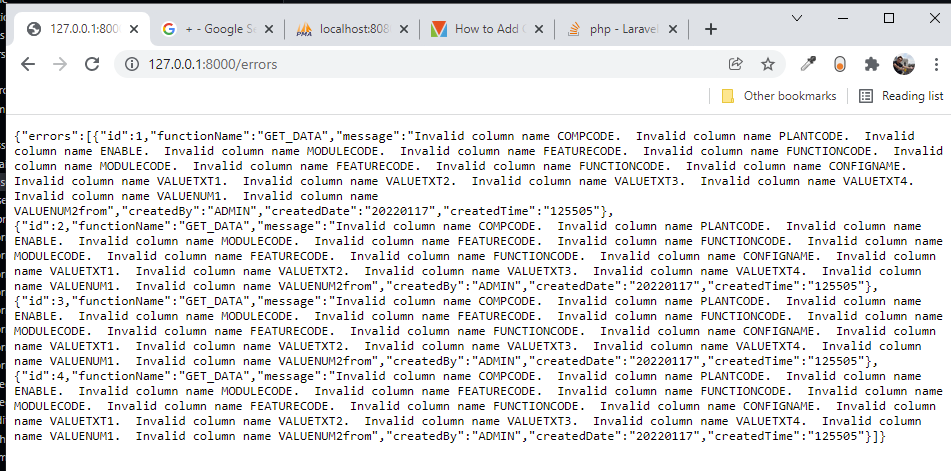 127.0.0.1:800
+ - Google Se
PMA
localhost:808
How to Add
php - Laravel
127.0.0.1:8000/errors
Other bookmarks
Reading list
{"errors":[{"id":1,"functionName":"GET_DATA","message":"Invalid column name COMPCODE.  Invalid column name PLANTCODE.  Invalid
column name ENABLE.  Invalid column name MODULECODE.  Invalid column name FEATURECODE.  Invalid column name FUNCTIONCODE.  Invalid
column name MODULECODE.  Invalid column name FEATURECODE.  Invalid column name FUNCTIONCODE.  Invalid column name CONFIGNAME.
Invalid column name VALUETXT1.  Invalid column name VALUETXT2.  Invalid column name VALUETXT3.  Invalid column name VALUETXT4.
Invalid column name VALUENUM1.  Invalid column name
VALUENUM2from","createdBy":"ADMIN","createdDate":"20220117","createdTime":"125505"},
{"id":2,"functionName":"GET_DATA","message":"Invalid column name COMPCODE.  Invalid column name PLANTCODE.  Invalid column name
ENABLE.  Invalid column name MODULECODE.  Invalid column name FEATURECODE.  Invalid column name FUNCTIONCODE.  Invalid column name
MODULECODE.  Invalid column name FEATURECODE.  Invalid column name FUNCTIONCODE.  Invalid column name CONFIGNAME.  Invalid column
name VALUETXT1.  Invalid column name VALUETXT2.  Invalid column name VALUETXT3.  Invalid column name VALUETXT4.  Invalid column
name VALUENUM1.  Invalid column name VALUENUM2from","createdBy":"ADMIN","createdDate":"20220117","createdTime":"125505"},
{"id":3,"functionName":"GET_DATA","message":"Invalid column name COMPCODE.  Invalid column name PLANTCODE.  Invalid column name
ENABLE.  Invalid column name MODULECODE.  Invalid column name FEATURECODE.  Invalid column name FUNCTIONCODE.  Invalid column name
MODULECODE.  Invalid column name FEATURECODE.  Invalid column name FUNCTIONCODE.  Invalid column name CONFIGNAME.  Invalid column
name VALUETXT1.  Invalid column name VALUETXT2.  Invalid column name VALUETXT3.  Invalid column name VALUETXT4.  Invalid column
name VALUENUM1.  Invalid column name VALUENUM2from","createdBy":"ADMIN","createdDate":"20220117","createdTime":"125505"},
{"id":4,"functionName":"GET_DATA","message":"Invalid column name COMPCODE.  Invalid column name PLANTCODE.  Invalid column name
ENABLE.  Invalid column name MODULECODE.  Invalid column name FEATURECODE.  Invalid column name FUNCTIONCODE.  Invalid column name
MODULECODE.  Invalid column name FEATURECODE.  Invalid column name FUNCTIONCODE.  Invalid column name CONFIGNAME.  Invalid column
name VALUETXT1.  Invalid column name VALUETXT2.  Invalid column name VALUETXT3.  Invalid column name VALUETXT4.  Invalid column
name VALUENUM1.  Invalid column name VALUENUM2from","createdBy":"ADMIN","createdDate":"20220117","createdTime":"125505"}]}